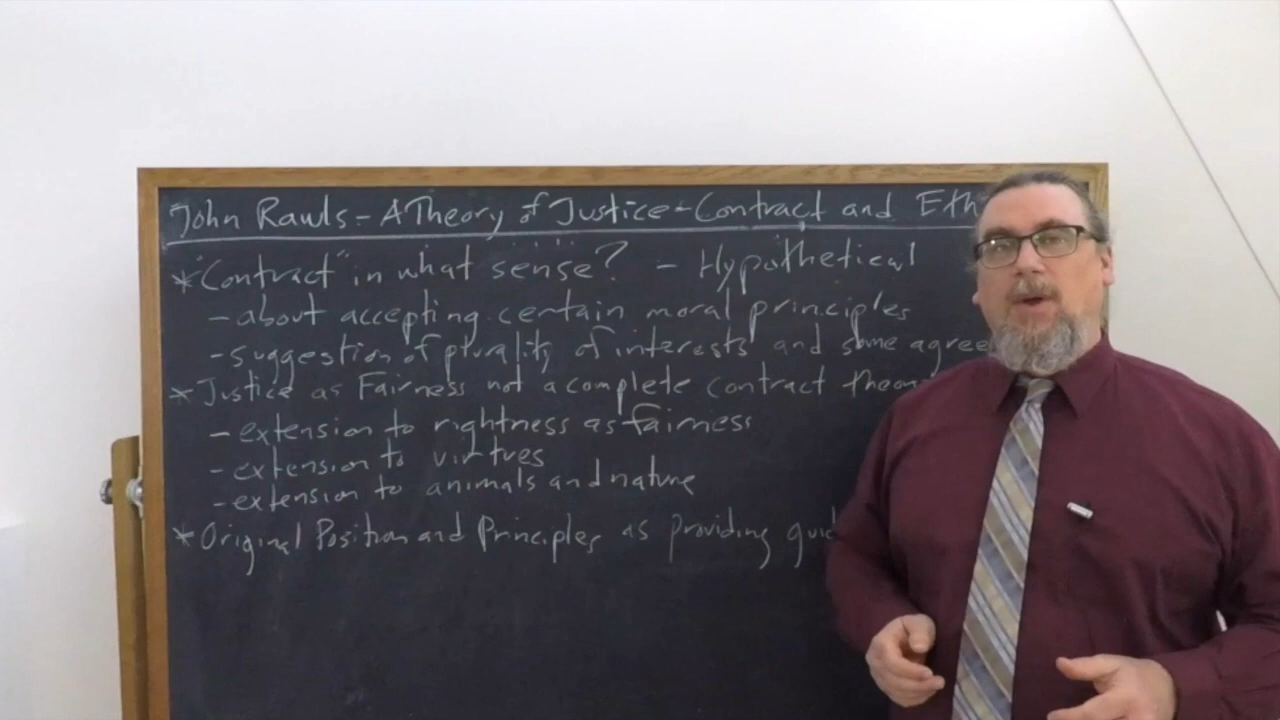 John Rawls - A Theory of Justice - Contract and Eth
* "Contract" in what sense? - Hypothetical
- about accepting certain moral principles
- suggestion of plurality of interests and some agree
* Justice as Fairness not a complete contract theor
- extension to rightness as fairness
- extension to virtues
- extension to animals and nature
* Original Position and Principles as providing guid